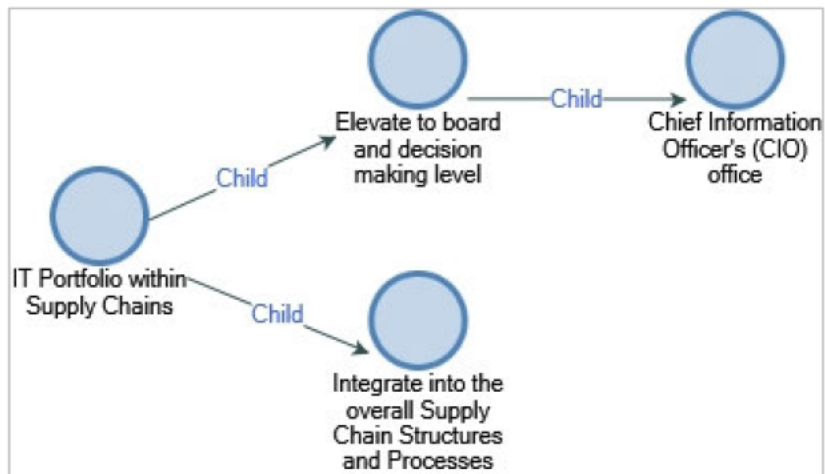 Child
Elevate to board
and decision
making level
Chief Information
Officer's (CIO)
office
Child
IT Portfolio within
Supply Chains
Child
Integrate into the
overall Supply
Chain Structures
and Processes